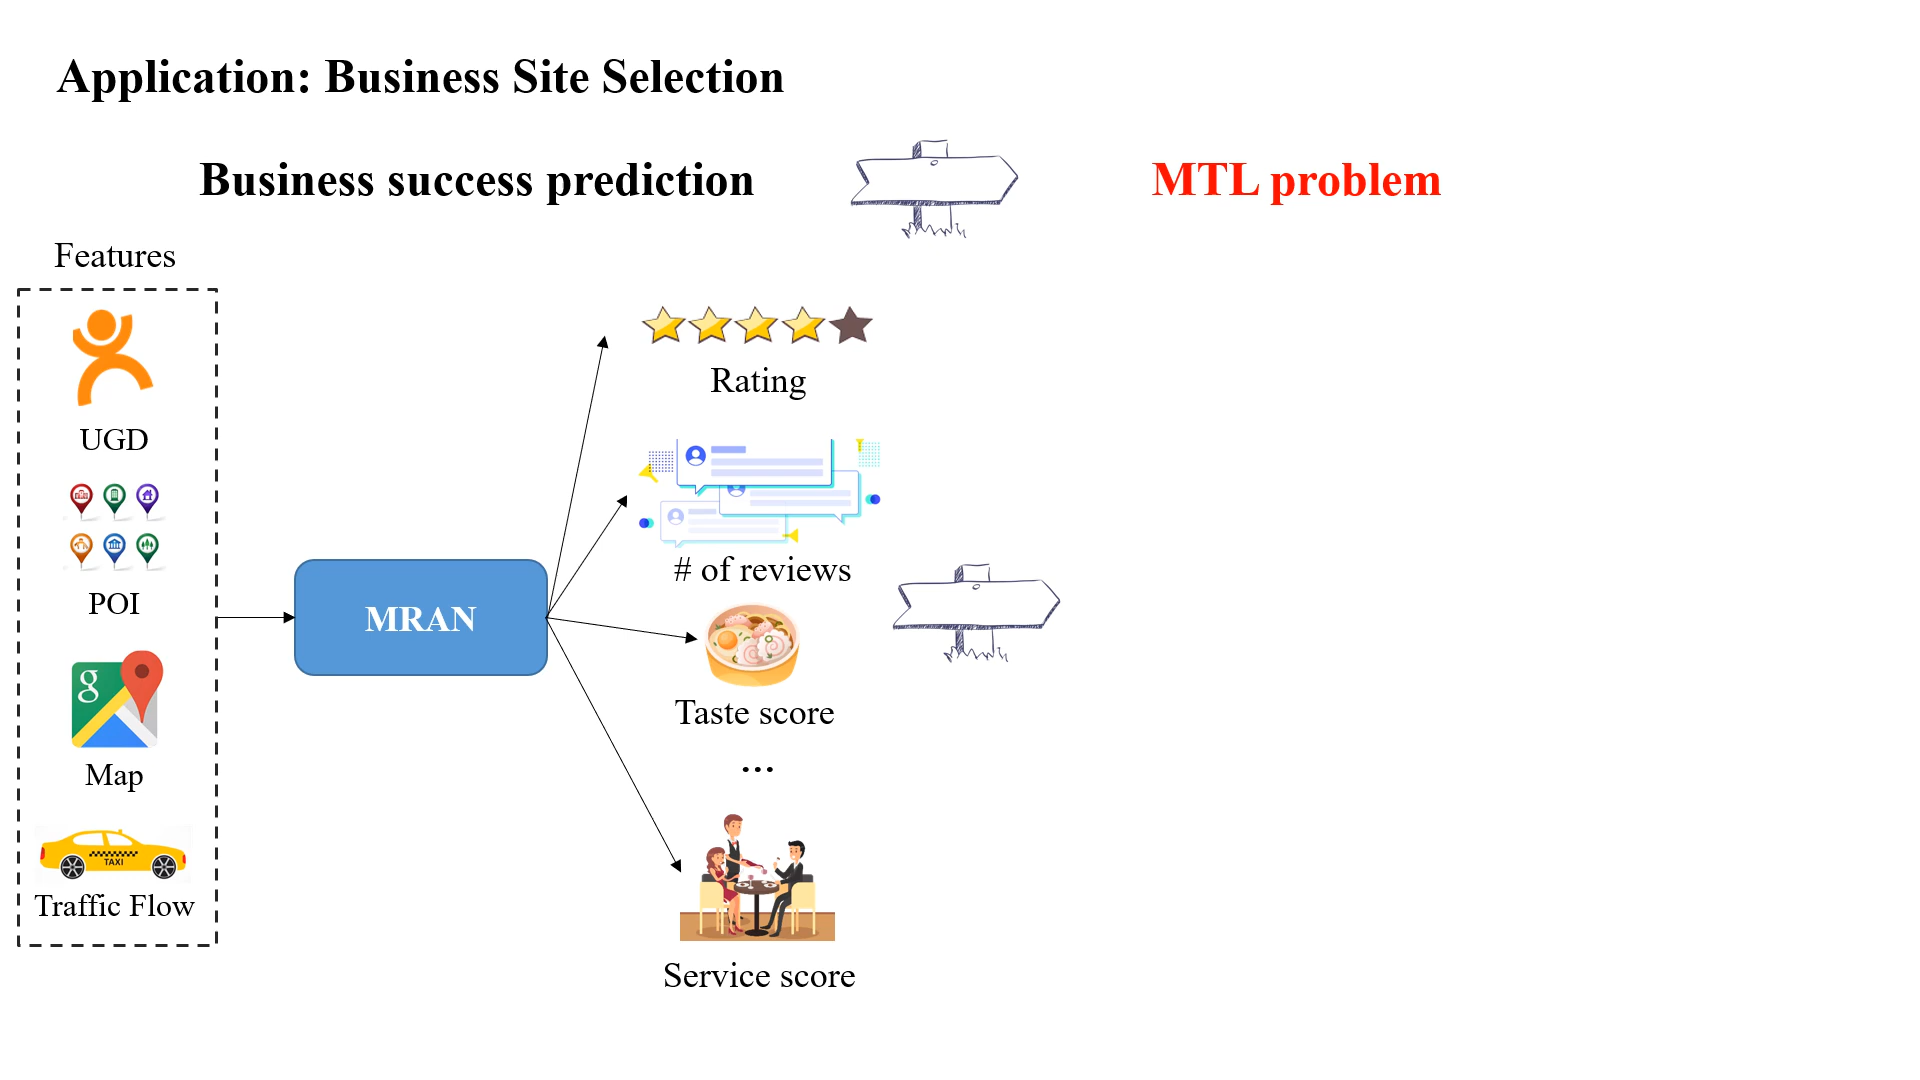 Application: Business Site Selection
Business success prediction
MTL problem
Features
UGD
POI
g
Map
TAXI
Traffic Flow
MRAN
Rating
# of reviews
Taste score
...
Service score